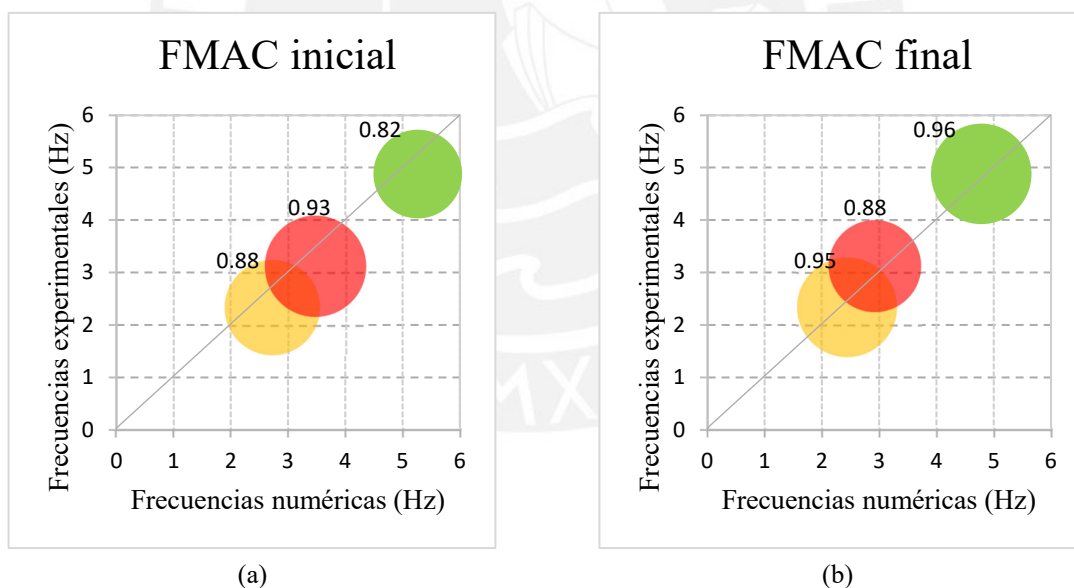 FMAC inicial
Frecuencias experimentales (Hz)
6
5
4
3
2
1
0
0.82
0.93
0.88
0 1 2 3 4 5 6
Frecuencias numéricas (Hz)
(a)
FMAC final
Frecuencias experimentales (Hz)
6
5
4
3
2
1
0
0.96
0.88
0.95
0 1 2 3 4 5 6
Frecuencias numéricas (Hz)
(b)